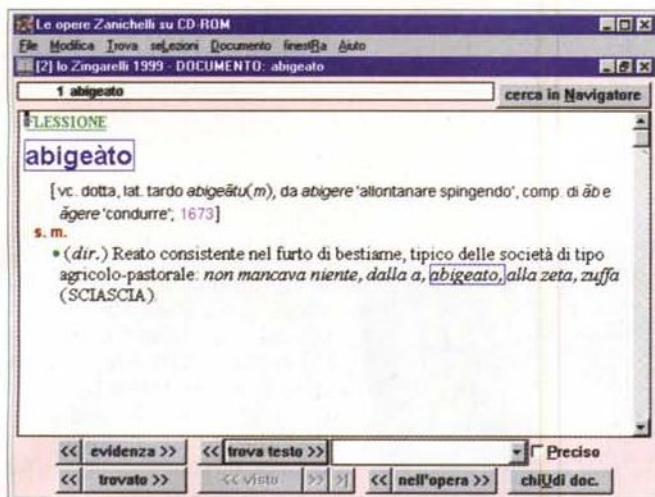 Le opere Zanichelli su CD-ROM
File Modifica Trova seLezioni Documento finestRa Aiuto
[2] lo Zingarelli 1999 - DOCUMENTO: abigeato
1 abigeato
cerca in Navigatore
FLESSIONE
abigeàto
[vc. dotta, lat. tardo abigeātu(m), da abigere 'allontanare spingendo', comp. di ăb e
ăgere 'condurre'; 1673]
s. m.
• (dir.) Reato consistente nel furto di bestiame, tipico delle società di tipo
agricolo-pastorale: non mancava niente, dalla a, abigeato, alla zeta, zuffa
(SCIASCIA).
<< evidenza >> << trova testo >> Preciso
<< trovato >> << visto >> >| << nell'opera >> chiUdi doc.